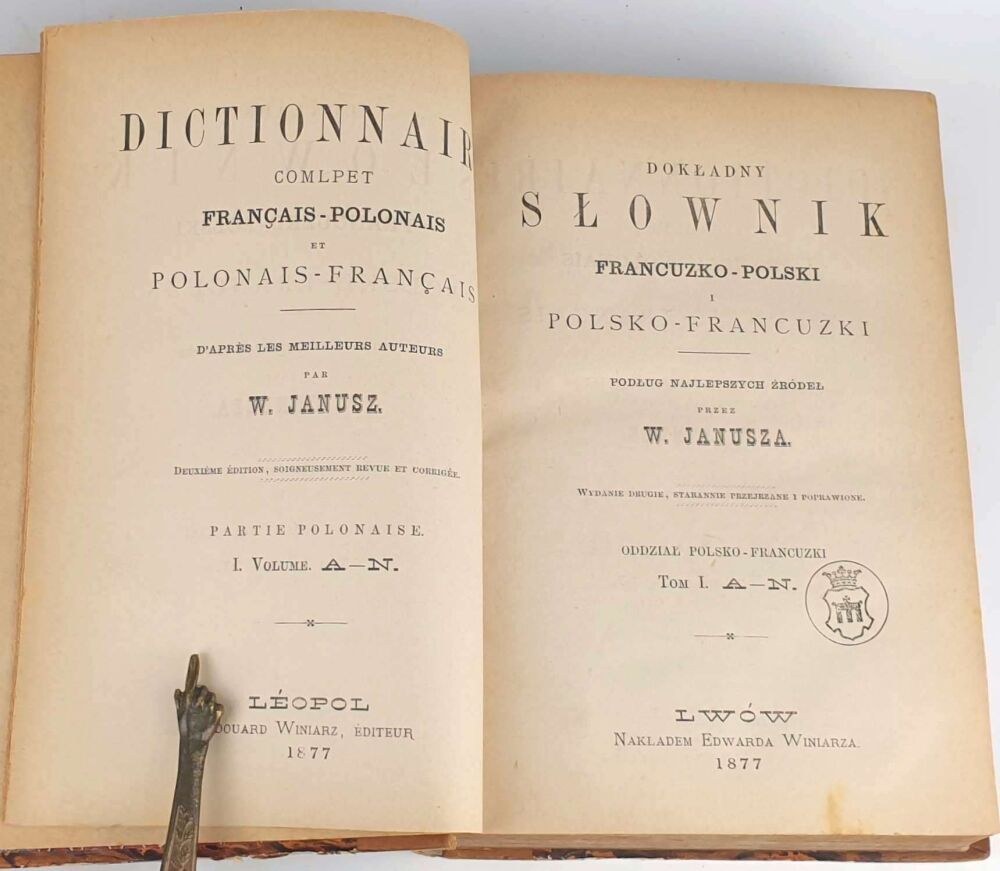 DICTIONNAIR
COMLPET
FRANÇAIS-POLONAIS
ET
POLONAIS-FRANÇAIS
D'APRÈS LES MEILLEURS AUTEURS
PAR
W. JANUSZ.
DEUXIÈME ÉDITION, SOIGNEUSEMENT REVUE ET CORRIGÉE.
PARTIE POLONAISE.
I. VOLUME. A—N.
LÉOPOL
DOUARD WINIARZ, ÉDITEUR
1877
DOKŁADNY
SŁOWNIK
FRANCUZKO-POLSKI
I
POLSKO-FRANCUZKI
PODŁUG NAJLEPSZYCH ŹRÓDEŁ
PRZEZ
W. JANUSZA.
WYDANIE DRUGIE, STARANNIE PRZEJRZANE I POPRAWIONE.
ODDZIAŁ POLSKO-FRANCUZKI
TOM I. A—N.
LWÓW
NAKŁADEM EDWARDA WINIARZA.
1877